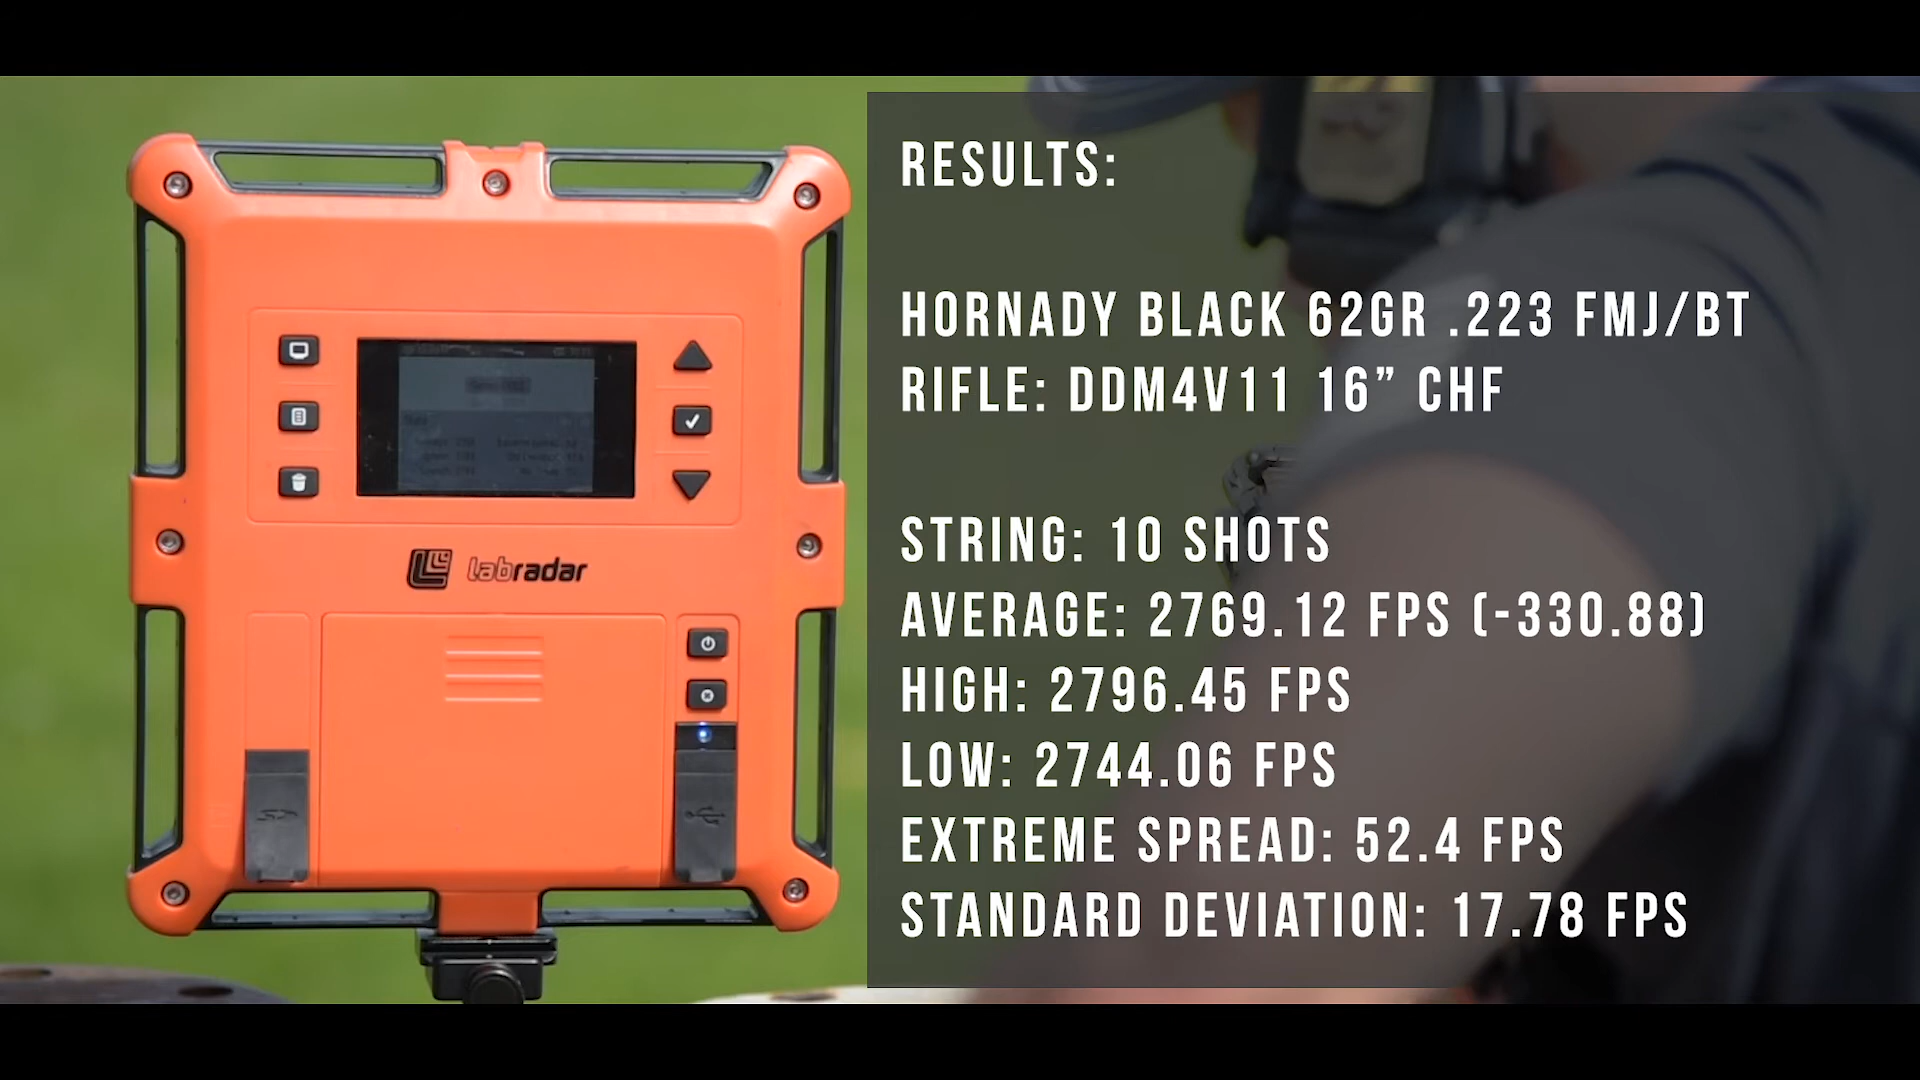 RESULTS:
HORNADY BLACK 62GR .223 FMJ/BT
RIFLE: DDM4V11 16” CHF
STRING: 10 SHOTS
AVERAGE: 2769.12 FPS (-330.88)
HIGH: 2796.45 FPS
LOW: 2744.06 FPS
EXTREME SPREAD: 52.4 FPS
STANDARD DEVIATION: 17.78 FPS
labradar